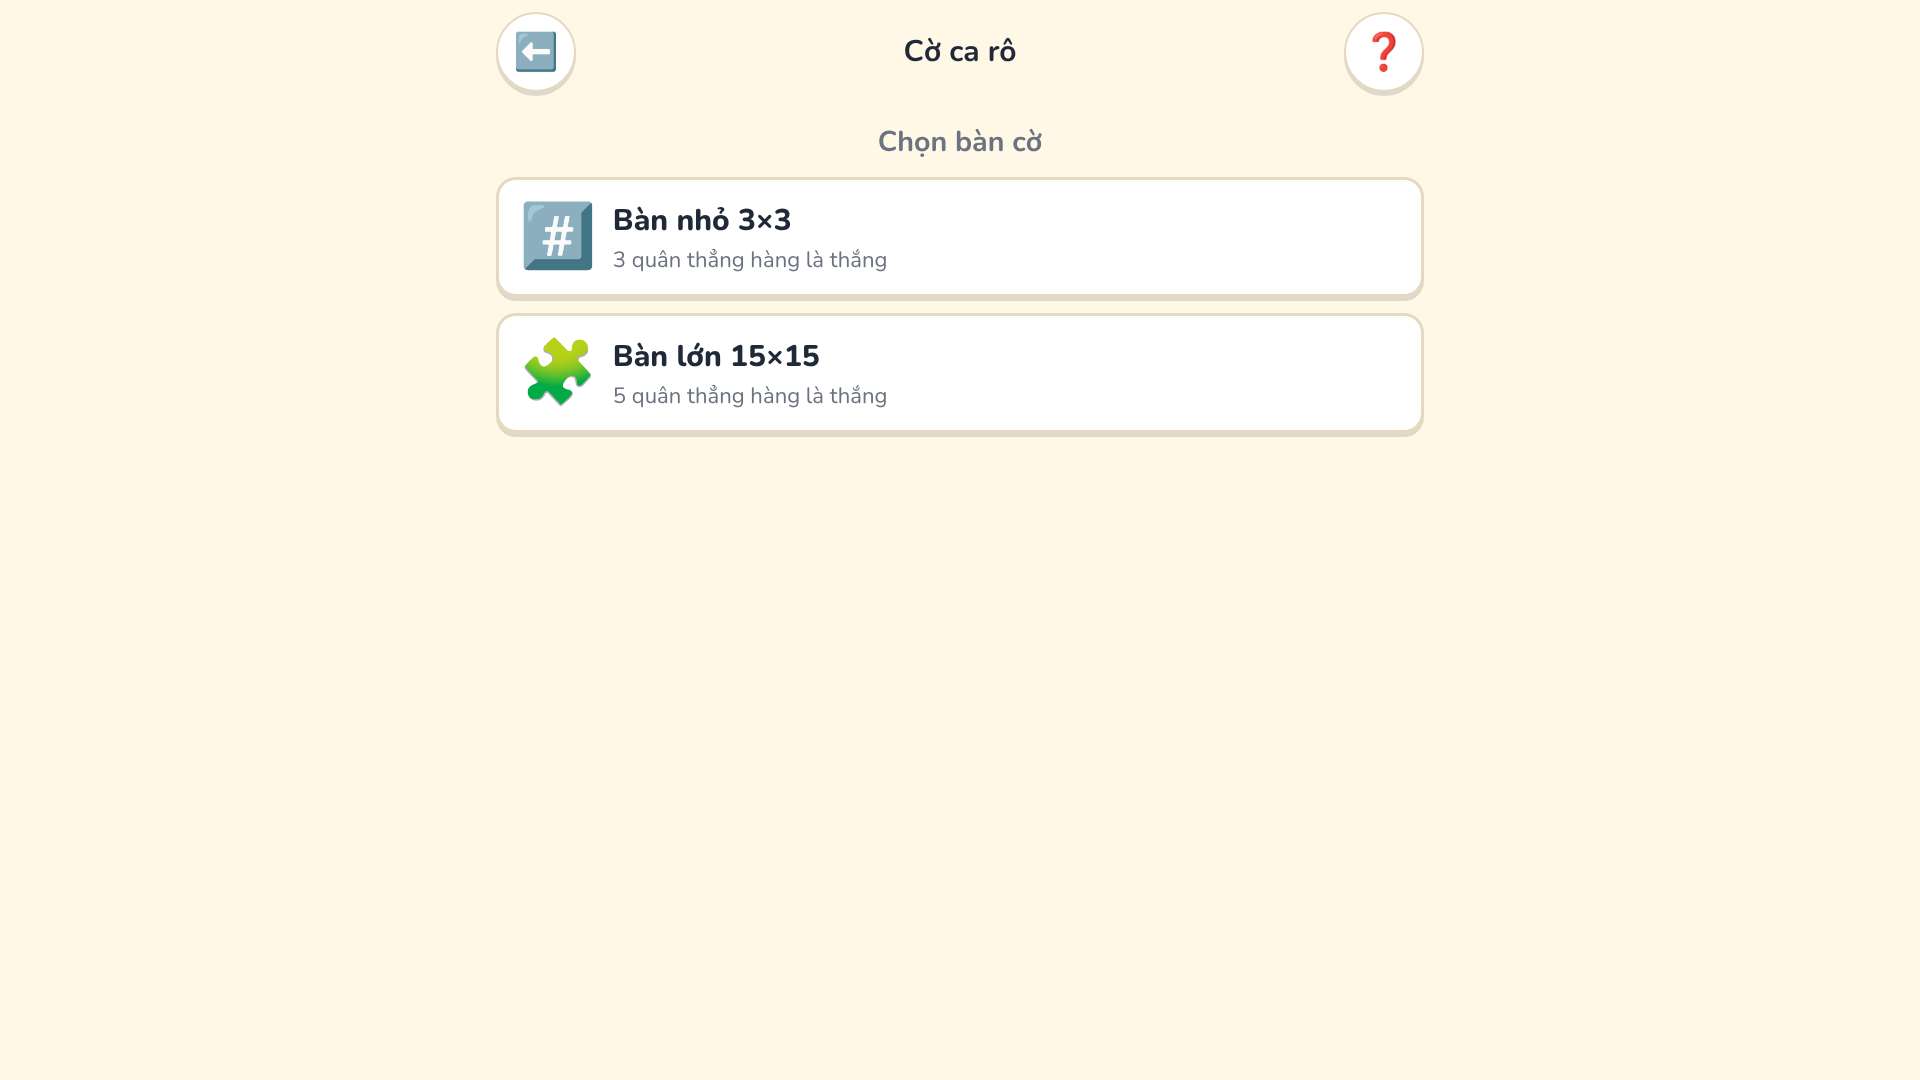 Cờ ca rô
Chọn bàn cờ
Bàn nhỏ 3×3
3 quân thẳng hàng là thắng
Bàn lớn 15×15
5 quân thẳng hàng là thắng